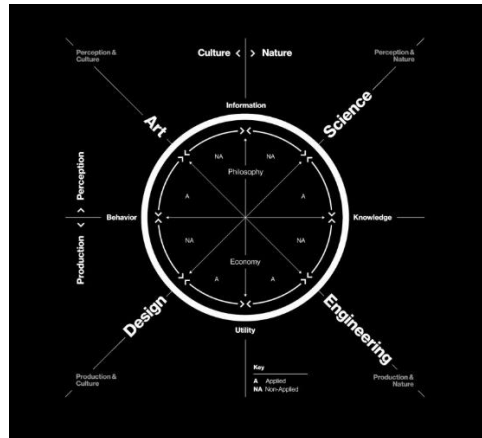 Perception &
Culture
Culture < > Nature
Perception &
Nature
Information
Art
Science
NA
NA
Philosophy
A
A
Production < > Perception
Behavior
Knowledge
NA
NA
Economy
A
A
Design
Engineering
Utility
Production &
Culture
Key
A Applied
NA Non-Applied
Production &
Nature